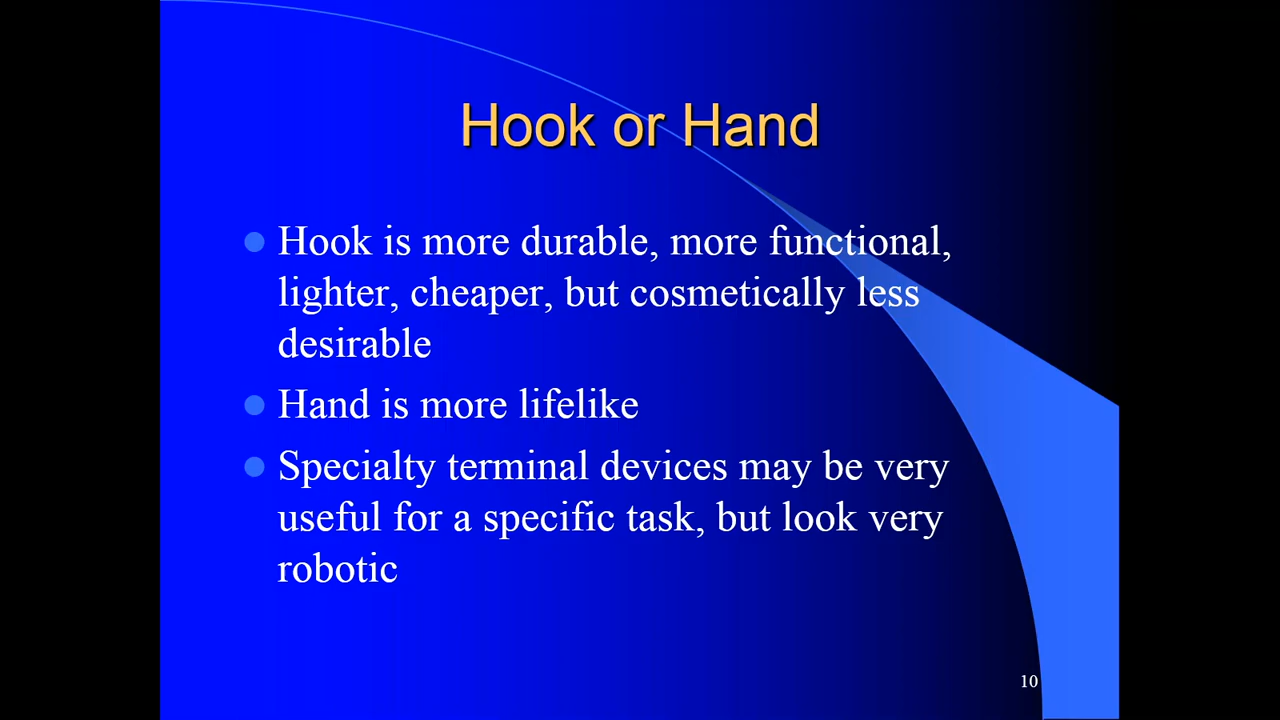 Hook or Hand
Hook is more durable, more functional,
lighter, cheaper, but cosmetically less
desirable
Hand is more lifelike
Specialty terminal devices may be very
useful for a specific task, but look very
robotic
10